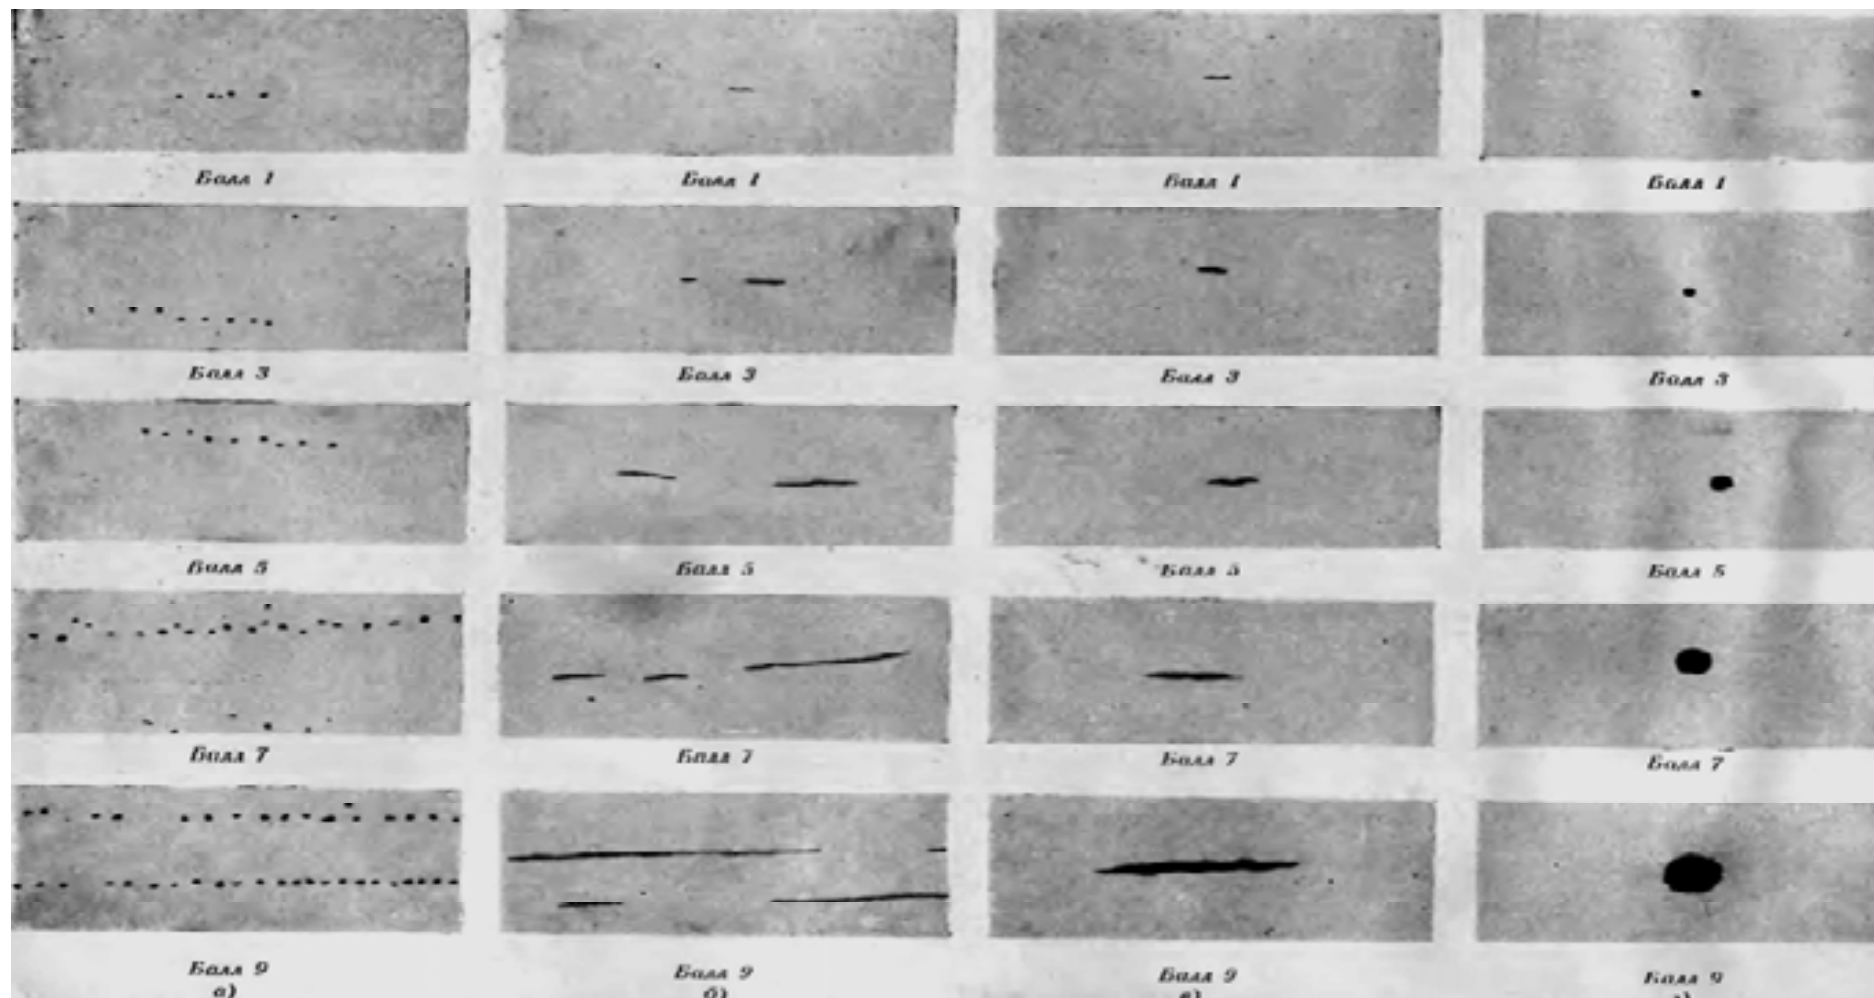 Балл 1 Балл 1 Балл 1 Балл 1
Балл 3 Балл 3 Балл 3 Балл 3
Балл 5 Балл 5 Балл 5 Балл 5
Балл 7 Балл 7 Балл 7 Балл 7
Балл 9 Балл 9 Балл 9 Балл 9
а) б) в)